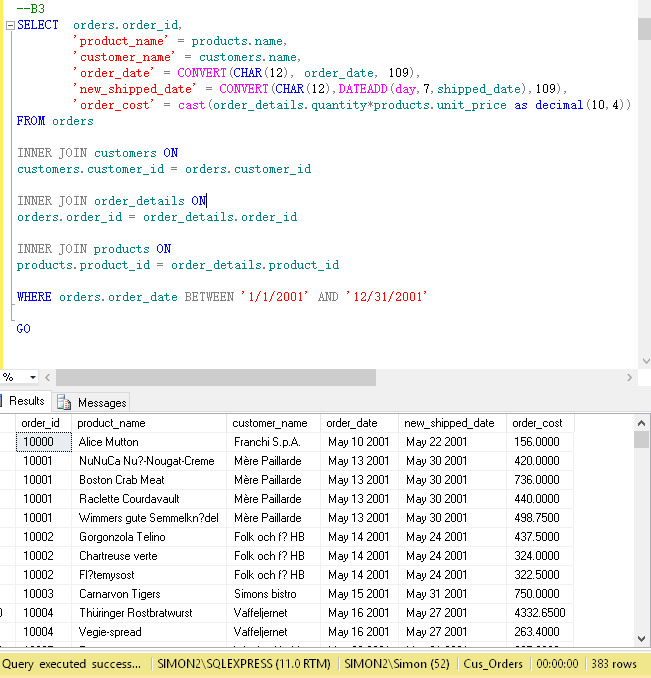 --B3
SELECT orders.order_id,
'product_name' = products.name,
'customer_name' = customers.name,
'order_date' = CONVERT(CHAR(12), order_date, 109),
'new_shipped_date' = CONVERT(CHAR(12),DATEADD(day,7,shipped_date),109),
'order_cost' = cast(order_details.quantity*products.unit_price as decimal(10,4))
FROM orders
INNER JOIN customers ON
customers.customer_id = orders.customer_id
INNER JOIN order_details ON
orders.order_id = order_details.order_id
INNER JOIN products ON
products.product_id = order_details.product_id
WHERE orders.order_date BETWEEN '1/1/2001' AND '12/31/2001'
GO
%
Results Messages
order_id product_name customer_name order_date new_shipped_date order_cost
10000 Alice Mutton Franchi S.p.A. May 10 2001 May 22 2001 156.0000
10001 NuNuCa Nu?-Nougat-Creme Mère Paillarde May 13 2001 May 30 2001 420.0000
10001 Boston Crab Meat Mère Paillarde May 13 2001 May 30 2001 736.0000
10001 Raclette Courdavault Mère Paillarde May 13 2001 May 30 2001 440.0000
10001 Wimmers gute Semmelkn?del Mère Paillarde May 13 2001 May 30 2001 498.7500
10002 Gorgonzola Telino Folk och f? HB May 14 2001 May 24 2001 437.5000
10002 Chartreuse verte Folk och f? HB May 14 2001 May 24 2001 324.0000
10002 Fl?temysost Folk och f? HB May 14 2001 May 24 2001 322.5000
10003 Carnarvon Tigers Simons bistro May 15 2001 May 31 2001 750.0000
10004 Thüringer Rostbratwurst Vaffeljernet May 16 2001 May 27 2001 4332.6500
10004 Vegie-spread Vaffeljernet May 16 2001 May 27 2001 263.4000
Query executed success... SIMON2\SQLEXPRESS (11.0 RTM) SIMON2\Simon (52) Cus_Orders 00:00:00 383 rows